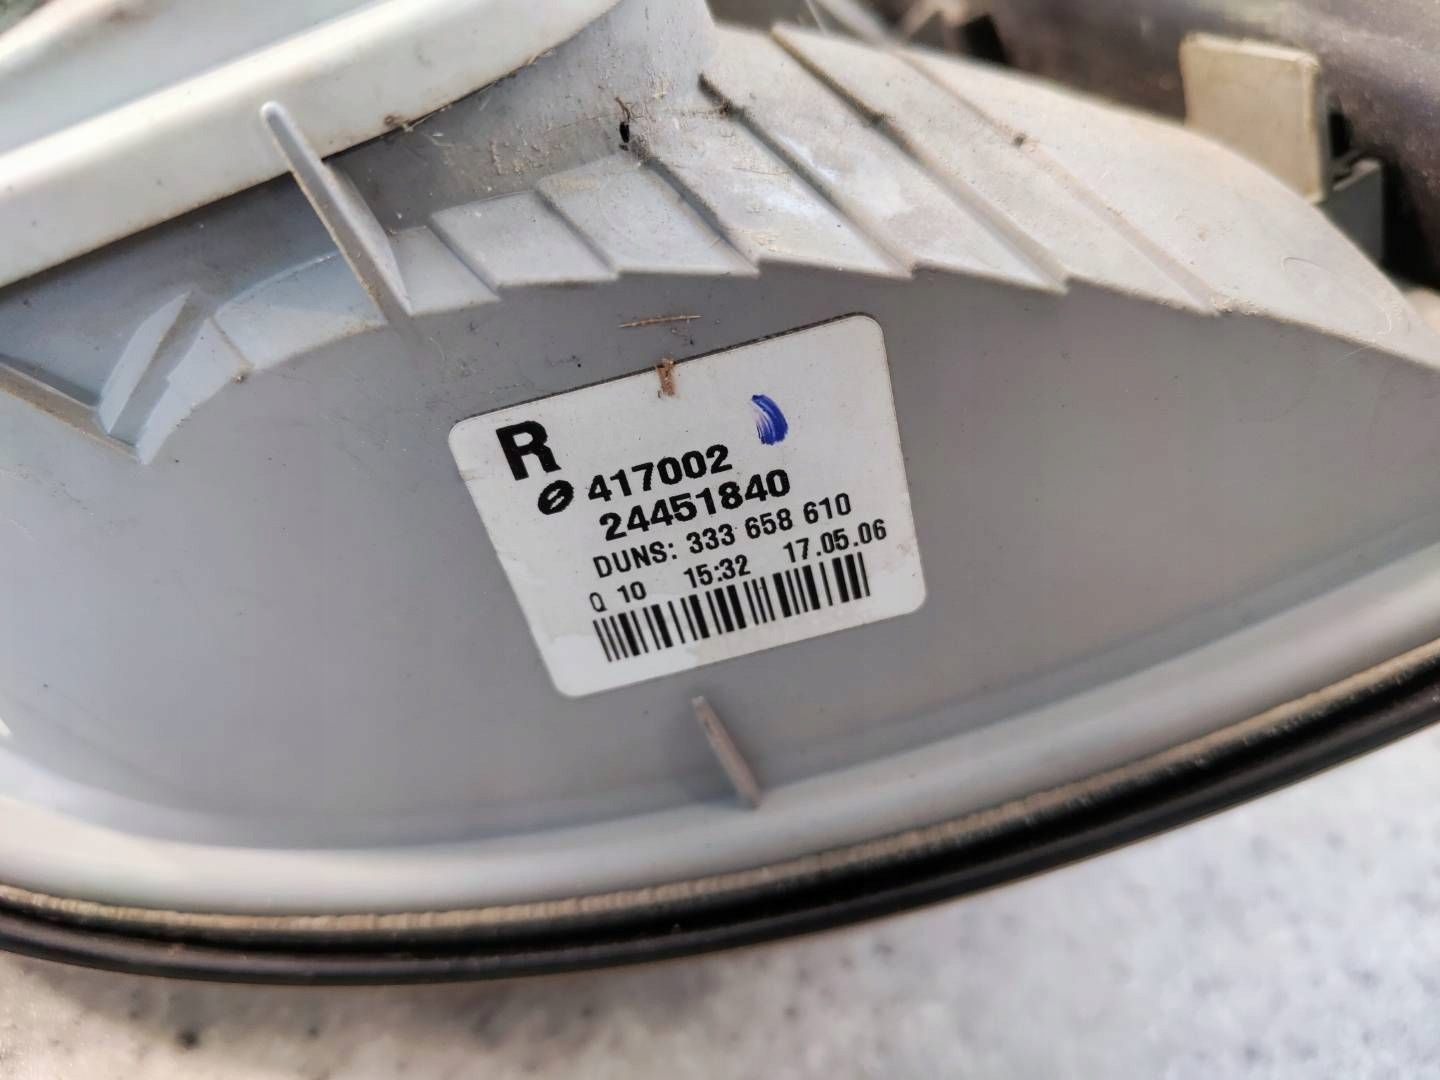 R
417002
24451840
DUNS: 333 658 610
Q 10 15:32 17.05.06